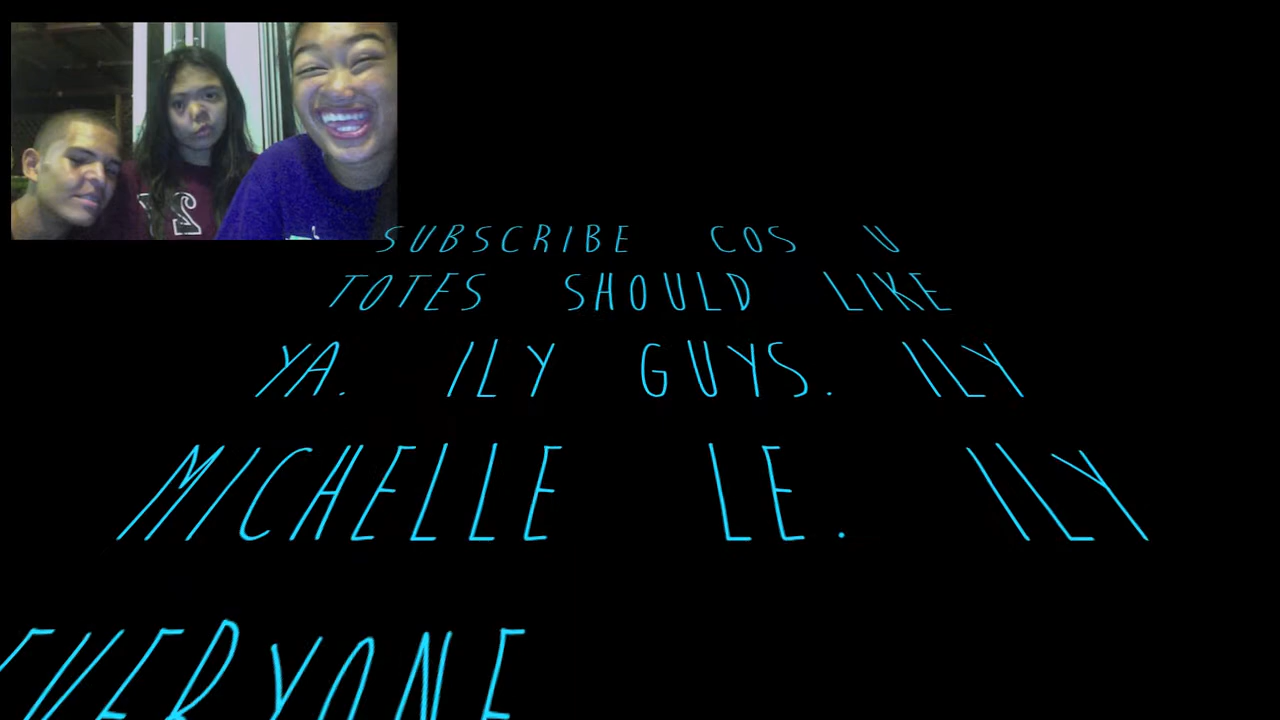 SUBSCRIBE COS U
TOTES SHOULD LIKE
YA. ILY GUYS. ILY
MICHELLE LE. ILY
EVERYONE